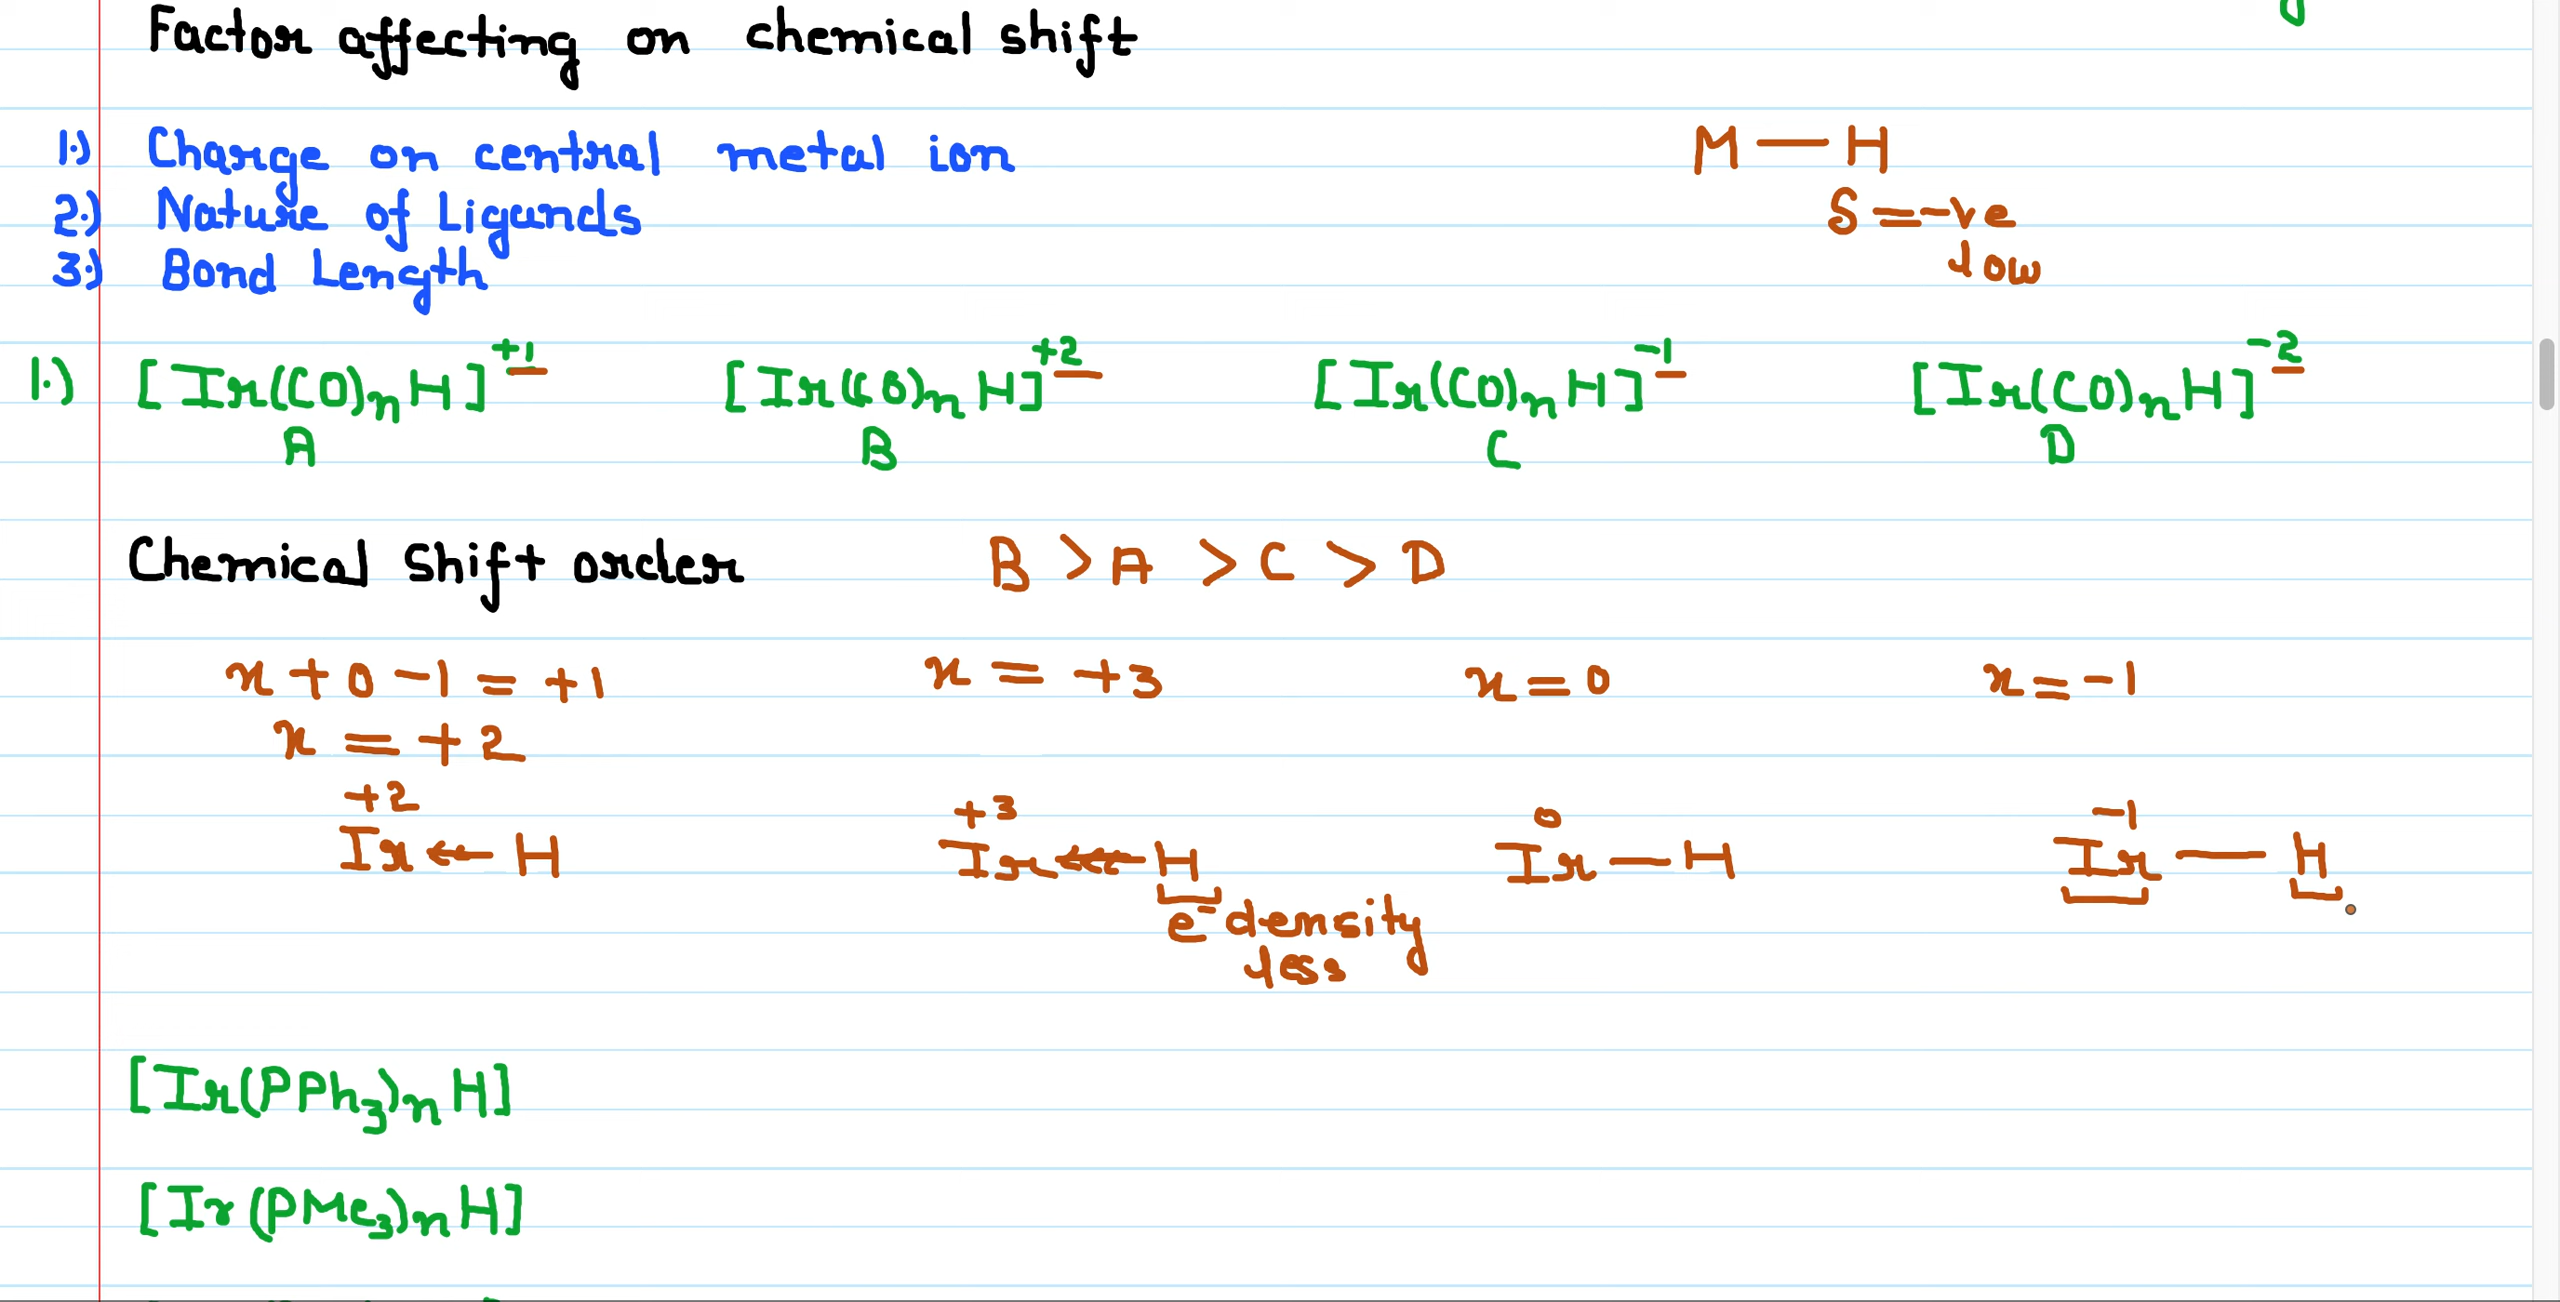 Factor affecting on chemical shift
1.) Charge on central metal ion
M — H
2.) Nature of Ligands
δ = -ve
3.) Bond Length
low
1.) [Ir(CO)nH]+1 [Ir(CO)nH]+2 [Ir(CO)nH]-1 [Ir(CO)nH]-2
A B C D
Chemical Shift order B > A > C > D
x + 0 - 1 = +1 x = +3 x = 0 x = -1
x = +2
+2 +3 0 -1
Ir ← H Ir ← H Ir — H Ir — H
e- density
less
[Ir(PPh3)nH]
[Ir(PMe3)nH]